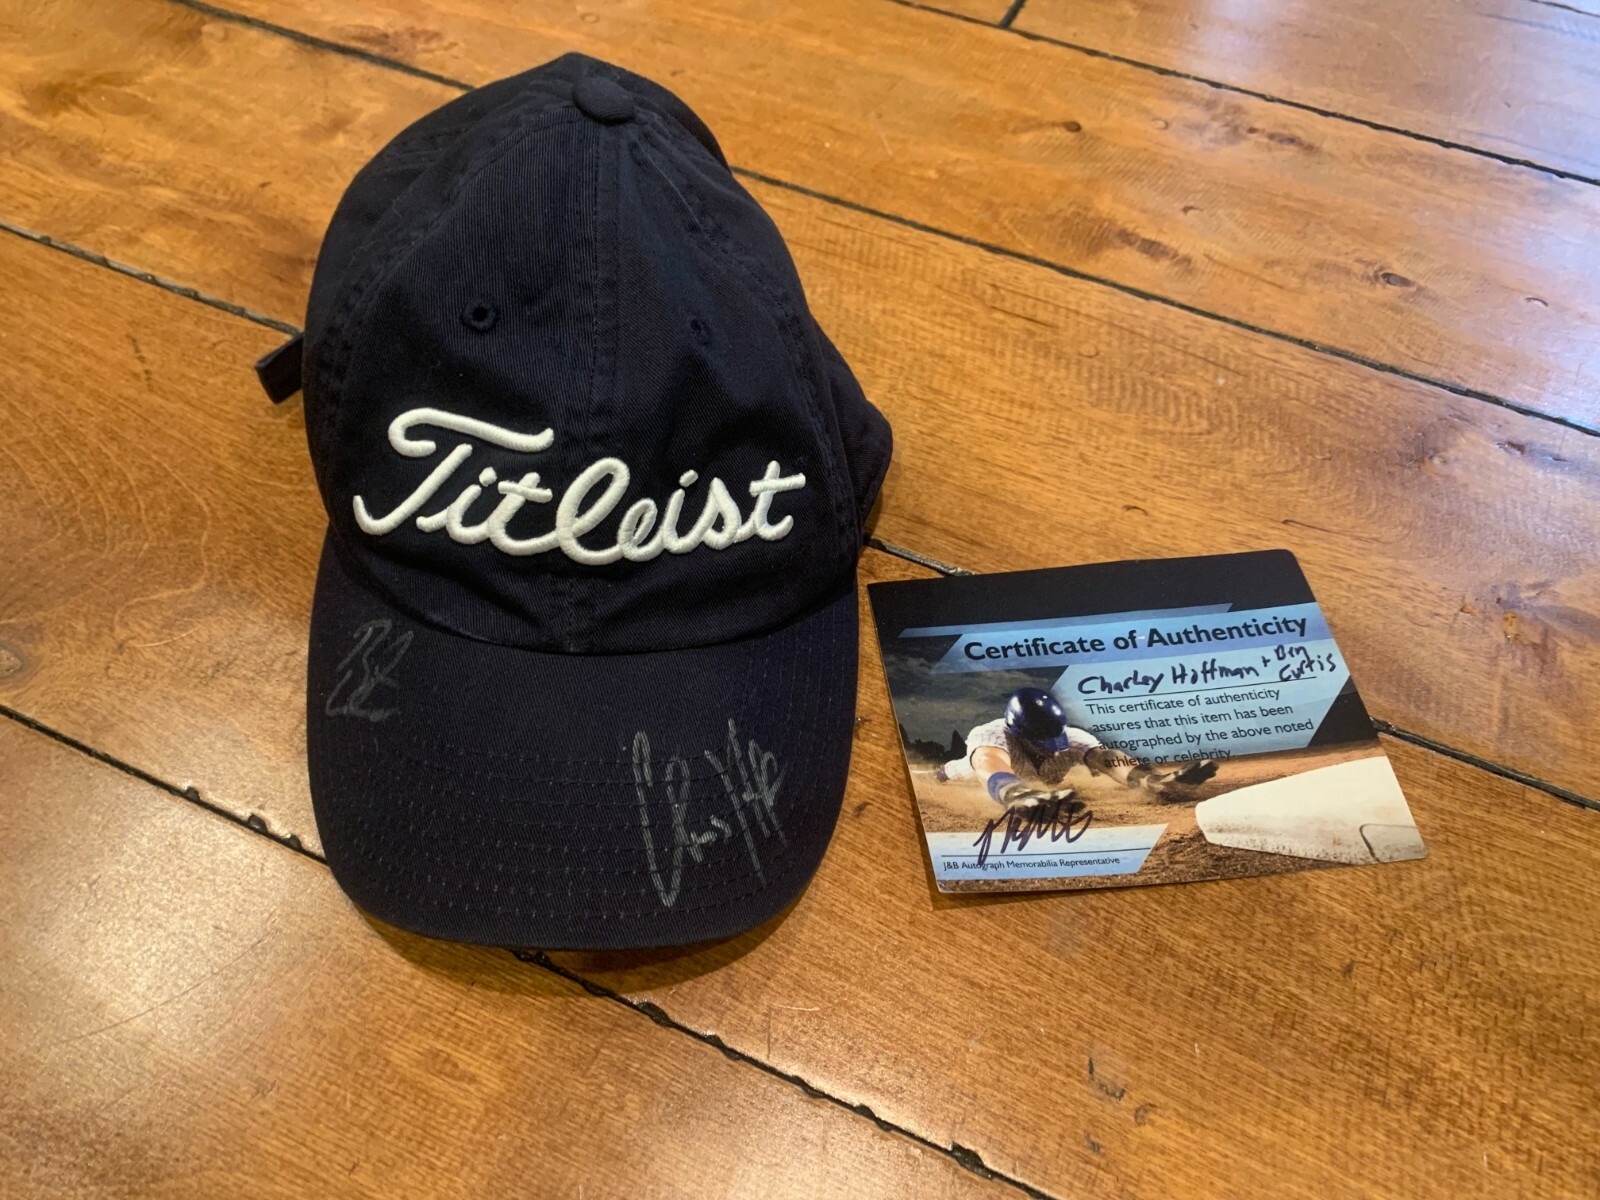 Titleist
Certificate of Authenticity
Charley Hoffman + Ben Curtis
This certificate of authenticity
assures that this item has been
autographed by the above noted
athlete or celebrity
J&B Autograph Memorabilia Representative